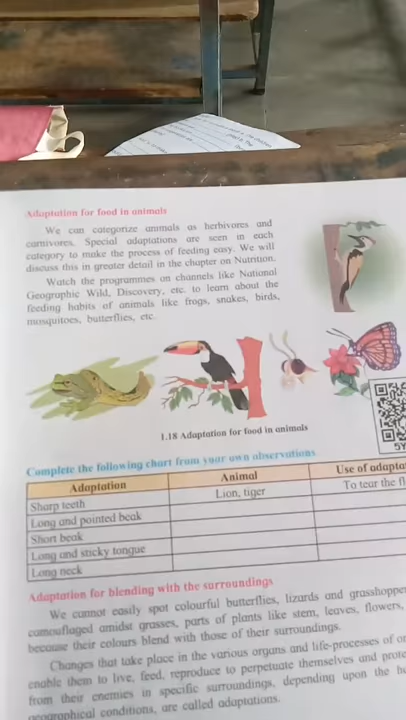 Adaptation for food in animals
We can categorize animals as herbivores and
carnivores. Special adaptations are seen in each
category to make the process of feeding easy. We will
discuss this in greater detail in the chapter on Nutrition.
Watch the programmes on channels like National
Geographic Wild, Discovery, etc. to learn about the
feeding habits of animals like frogs, snakes, birds,
mosquitoes, butterflies, etc.
1.18 Adaptation for food in animals
Complete the following chart from your own observations
Adaptation Animal Use of
Sharp teeth Lion, tiger To tear the
Long and pointed beak
Short beak
Long and sticky tongue
Long neck
Adaptation for blending with the surroundings
We cannot easily spot colourful butterflies, lizards and
camouflaged amidst grasses, parts of plants like stem, leaves, flowers,
because their colours blend with those of their surroundings.
Changes that take place in the various organs and life-processes of
enable them to live, feed, reproduce to perpetuate themselves and
from their enemies in specific surroundings, depending upon the
geographical conditions, are called adaptations.